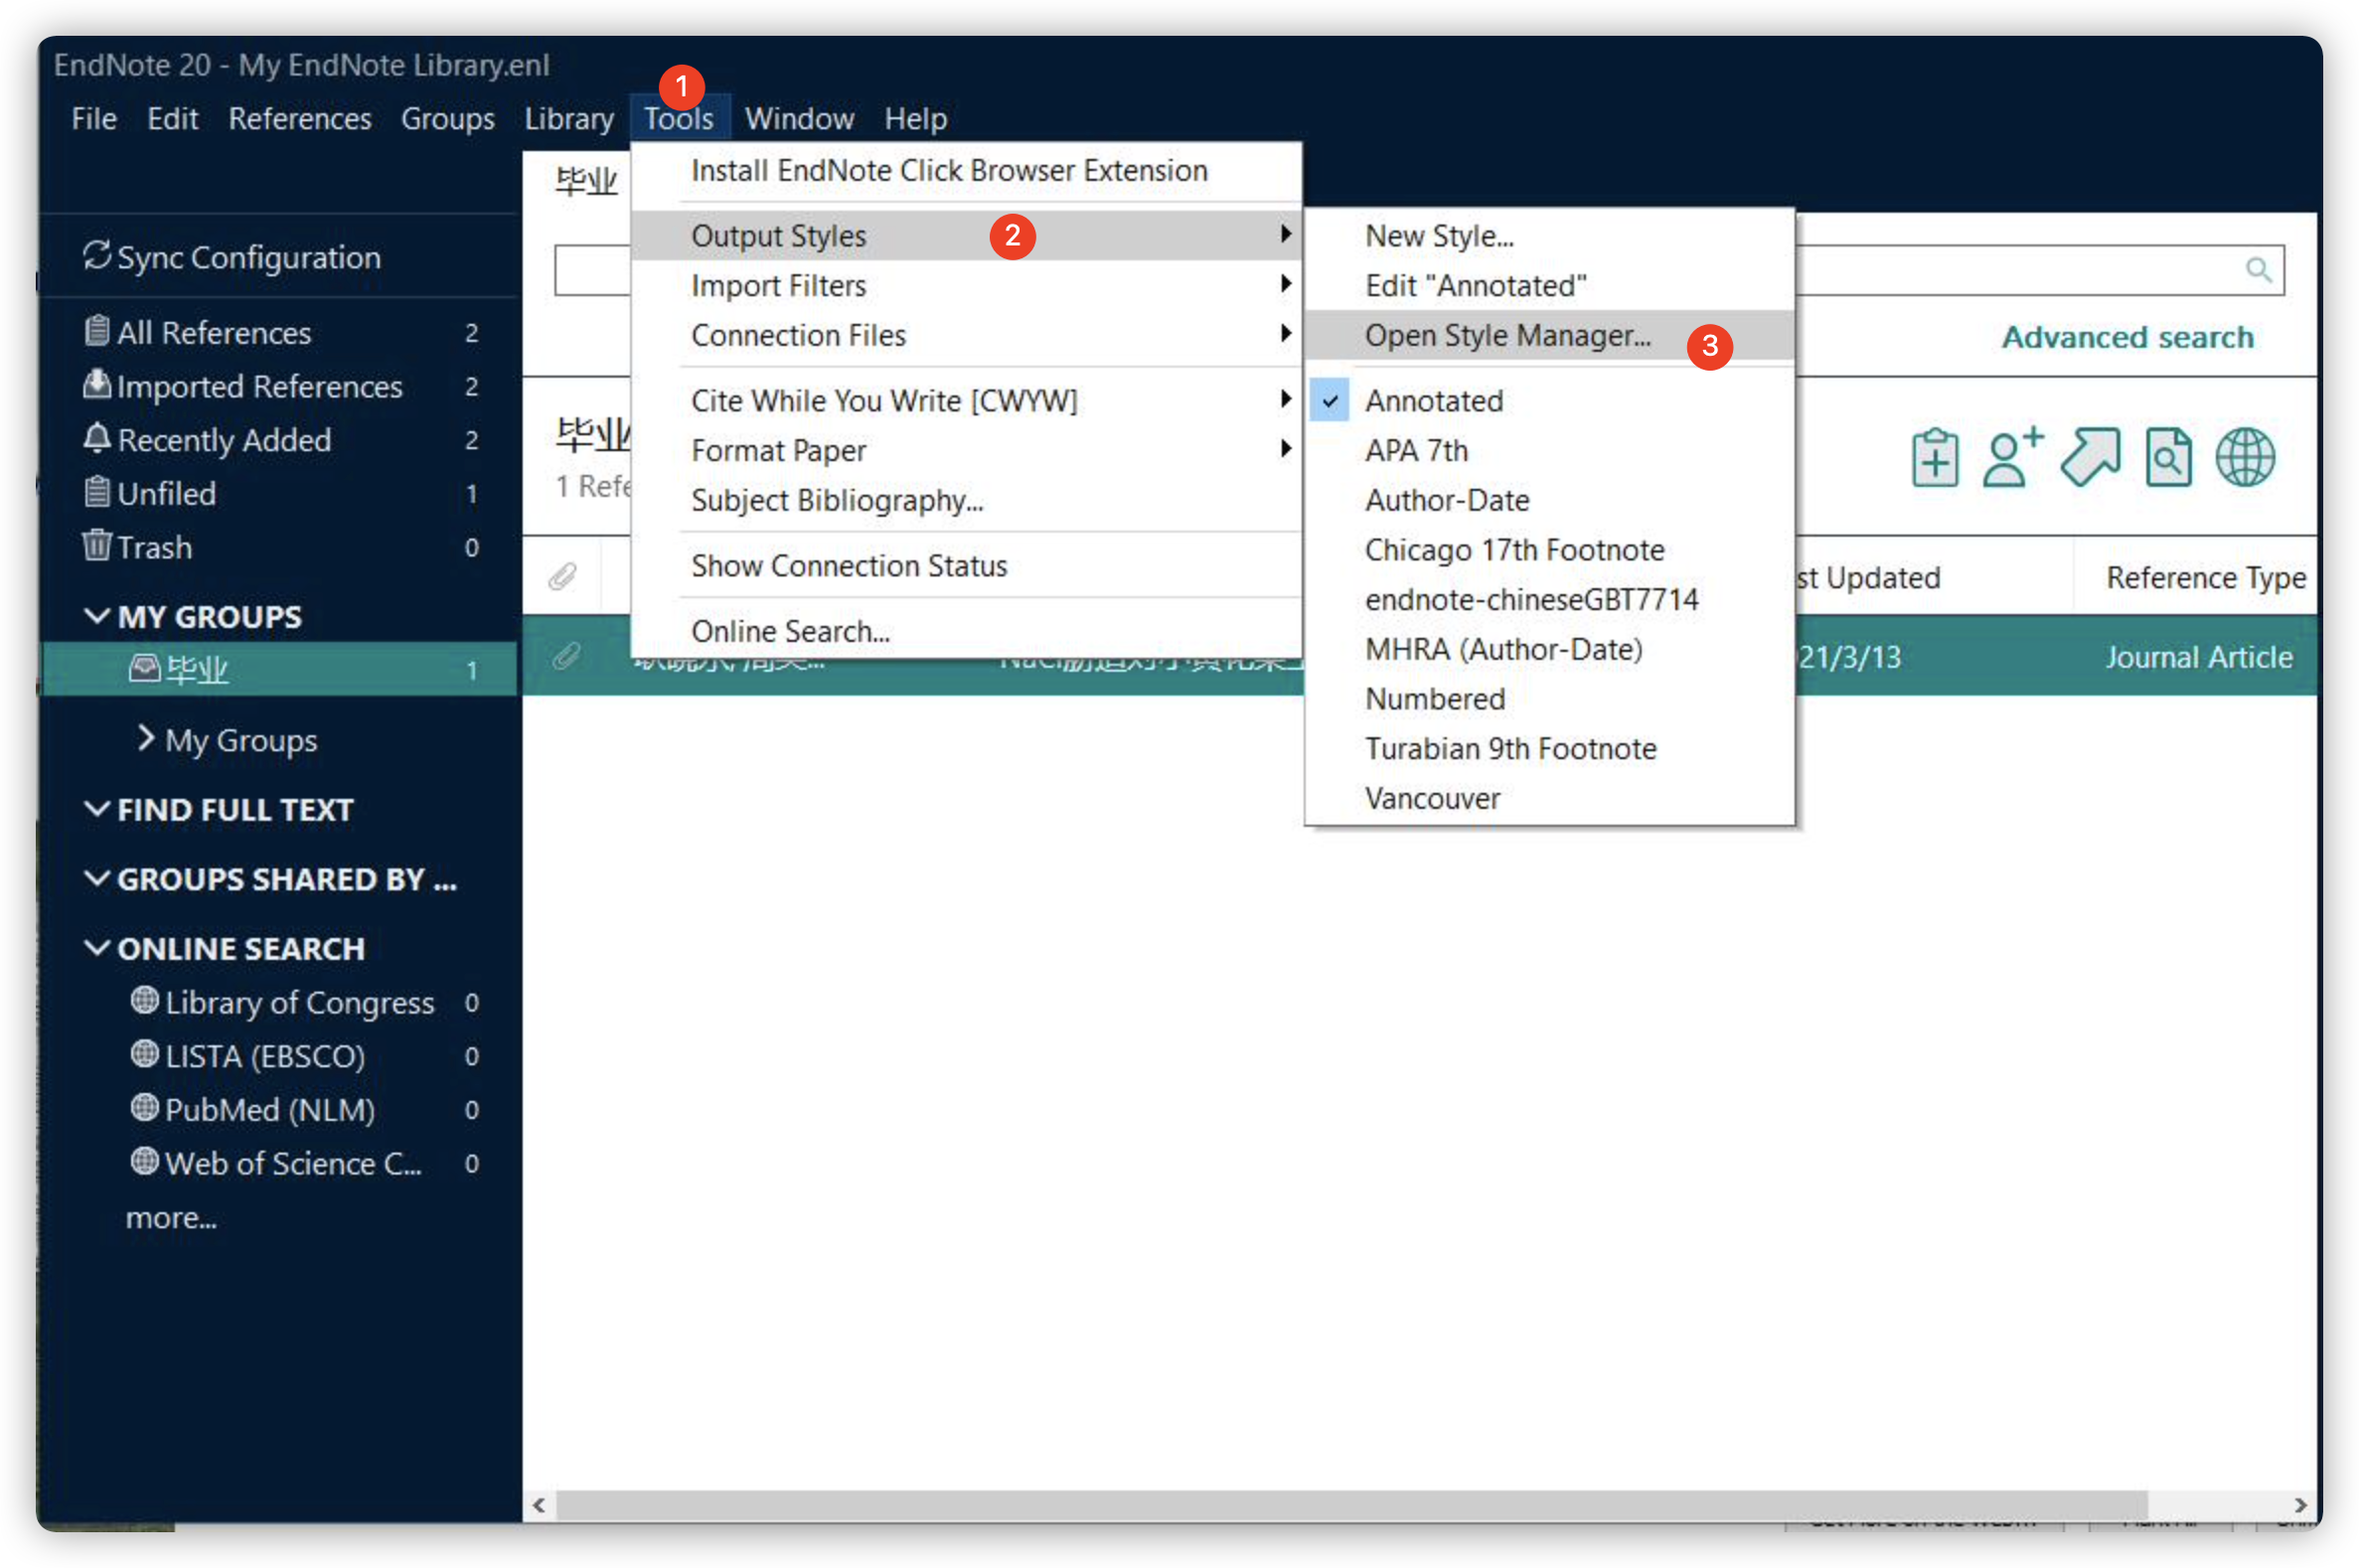 EndNote 20 - My EndNote Library.enl
1
File Edit References Groups Library Tools Window Help
Sync Configuration
All References 2
Imported References 2
Recently Added 2
Unfiled 1
Trash 0
MY GROUPS
毕业 1
My Groups
FIND FULL TEXT
GROUPS SHARED BY ...
ONLINE SEARCH
Library of Congress 0
LISTA (EBSCO) 0
PubMed (NLM) 0
Web of Science C... 0
more...
毕业
Advanced search
毕业
1 Refe
st Updated Reference Type
21/3/13 Journal Article
Install EndNote Click Browser Extension
Output Styles 2
Import Filters
Connection Files
Cite While You Write [CWYW]
Format Paper
Subject Bibliography...
Show Connection Status
Online Search...
New Style...
Edit "Annotated"
Open Style Manager... 3
Annotated
APA 7th
Author-Date
Chicago 17th Footnote
endnote-chineseGBT7714
MHRA (Author-Date)
Numbered
Turabian 9th Footnote
Vancouver